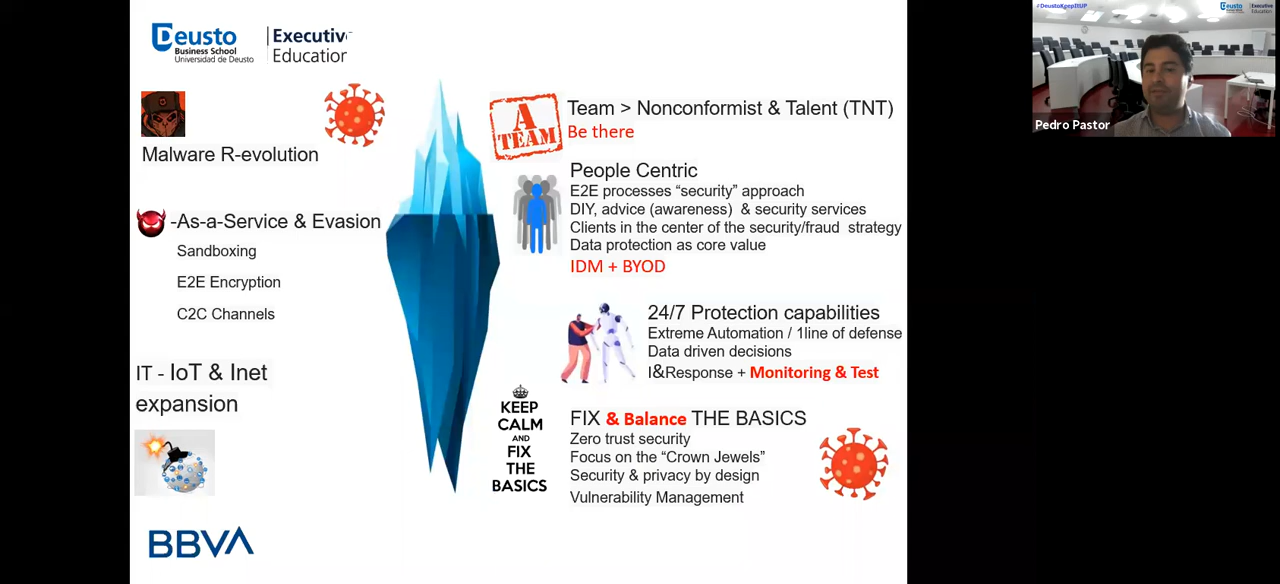 Deusto
Business School
Universidad de Deusto
Executive
Education
Malware R-evolution
-As-a-Service & Evasion
Sandboxing
E2E Encryption
C2C Channels
IT - IoT & Inet
expansion
BBVA
A
TEAM
Team > Nonconformist & Talent (TNT)
Be there
People Centric
E2E processes “security” approach
DIY, advice (awareness) & security services
Clients in the center of the security/fraud strategy
Data protection as core value
IDM + BYOD
24/7 Protection capabilities
Extreme Automation / 1line of defense
Data driven decisions
I&Response + Monitoring & Test
KEEP
CALM
AND
FIX
THE
BASICS
FIX & Balance THE BASICS
Zero trust security
Focus on the “Crown Jewels”
Security & privacy by design
Vulnerability Management
#DeustoKeepItUP
Deusto
Executive
Education
Pedro Pastor